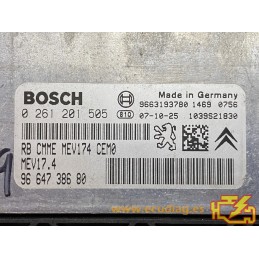 BOSCH
Made in Germany
9663193780 1469 0756
0 261 201 505
810
07-10-25
1039S21830
RB CMME MEV174 CEM0
MEV17.4
96 647 386 80